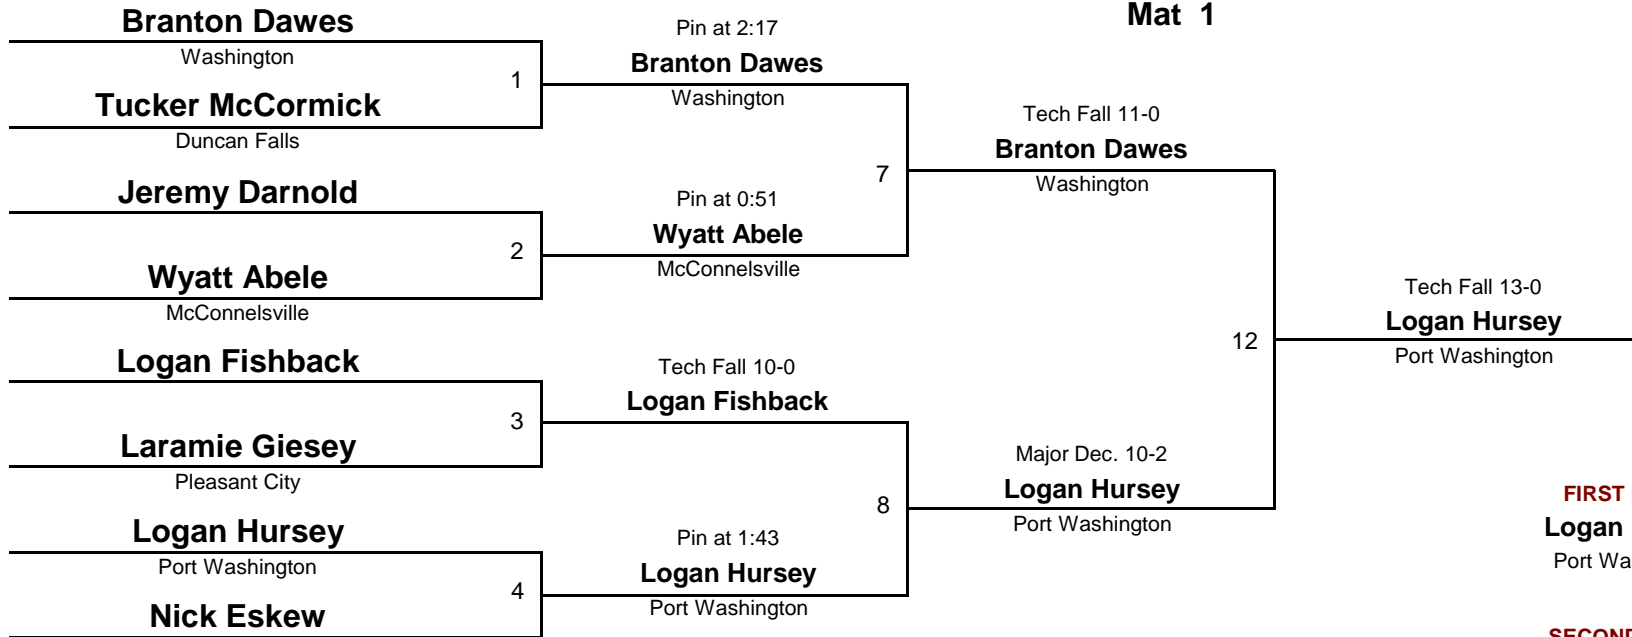 Mat 1
Branton Dawes
Washington
1
Tucker McCormick
Duncan Falls
Jeremy Darnold
2
Wyatt Abele
McConnelsville
Logan Fishback
3
Laramie Giesey
Pleasant City
Logan Hursey
Port Washington
4
Nick Eskew
Pin at 2:17
Branton Dawes
Washington
7
Pin at 0:51
Wyatt Abele
McConnelsville
Tech Fall 10-0
Logan Fishback
8
Pin at 1:43
Logan Hursey
Port Washington
Tech Fall 11-0
Branton Dawes
Washington
12
Major Dec. 10-2
Logan Hursey
Port Washington
Tech Fall 13-0
Logan Hursey
Port Washington
FIRST
Logan
Port Wa
SECOND